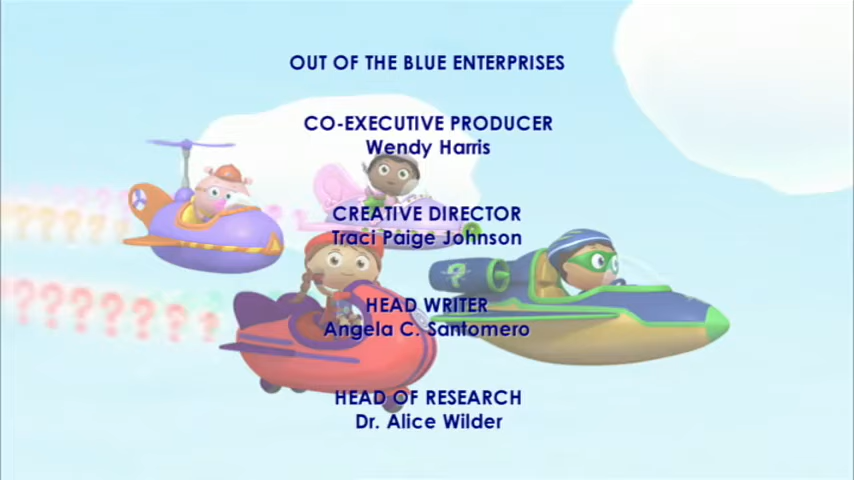 OUT OF THE BLUE ENTERPRISES
CO-EXECUTIVE PRODUCER
Wendy Harris
CREATIVE DIRECTOR
Traci Paige Johnson
HEAD WRITER
Angela C. Santomero
HEAD OF RESEARCH
Dr. Alice Wilder